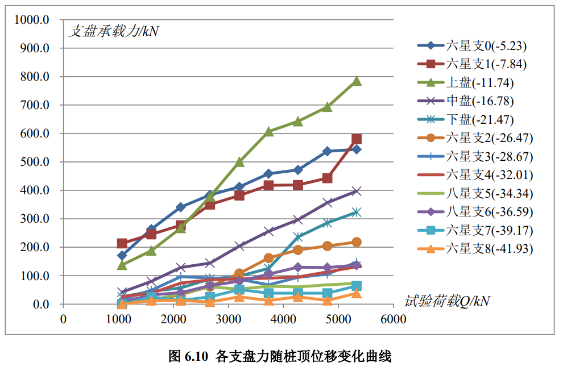 支盘承载力/kN
1000.0
900.0
800.0
700.0
600.0
500.0
400.0
300.0
200.0
100.0
0.0
0 1000 2000 3000 4000 5000 6000
试验荷载Q/kN
六星支0(-5.23)
六星支1(-7.84)
上盘(-11.74)
中盘(-16.78)
下盘(-21.47)
六星支2(-26.47)
六星支3(-28.67)
六星支4(-32.01)
八星支5(-34.34)
八星支6(-36.59)
六星支7(-39.17)
六星支8(-41.93)
图 6.10 各支盘力随桩顶位移变化曲线